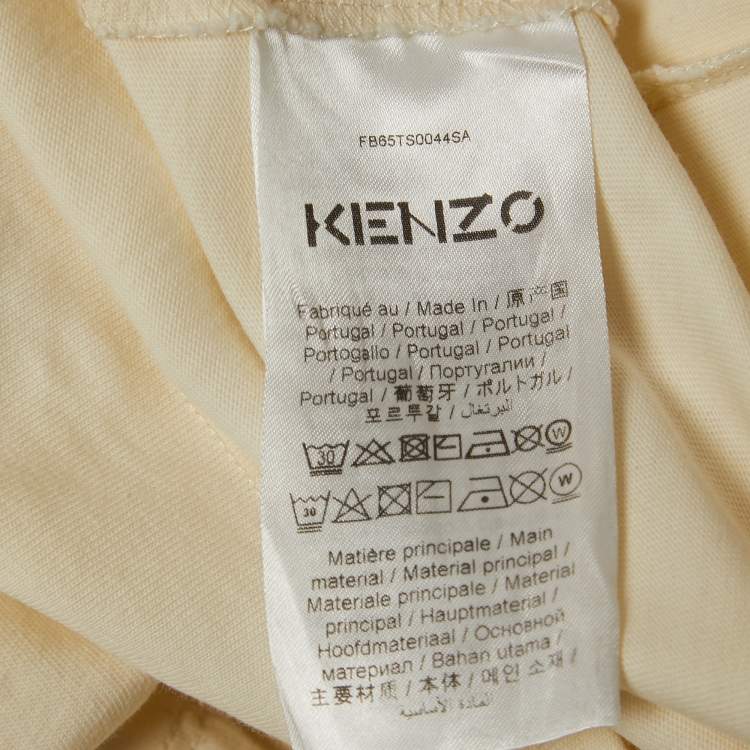 FB65TS0044SA
KENZO
Fabriqué au / Made In / 原产国
Portugal / Portugal / Portugal /
Portogallo / Portugal / Portugal
/ Portugal / Португалии /
Portugal / 葡萄牙 / ポルトガル /
포르투갈 / البرتغال /
30 W
30 W
Matière principale / Main
material / Material principal /
Materiale principale / Material
principal / Hauptmaterial /
Hoofdmateriaal / Основной
материал / Bahan utama /
主要材质 / 本体 / 메인 소재 /
المادة الأساسية